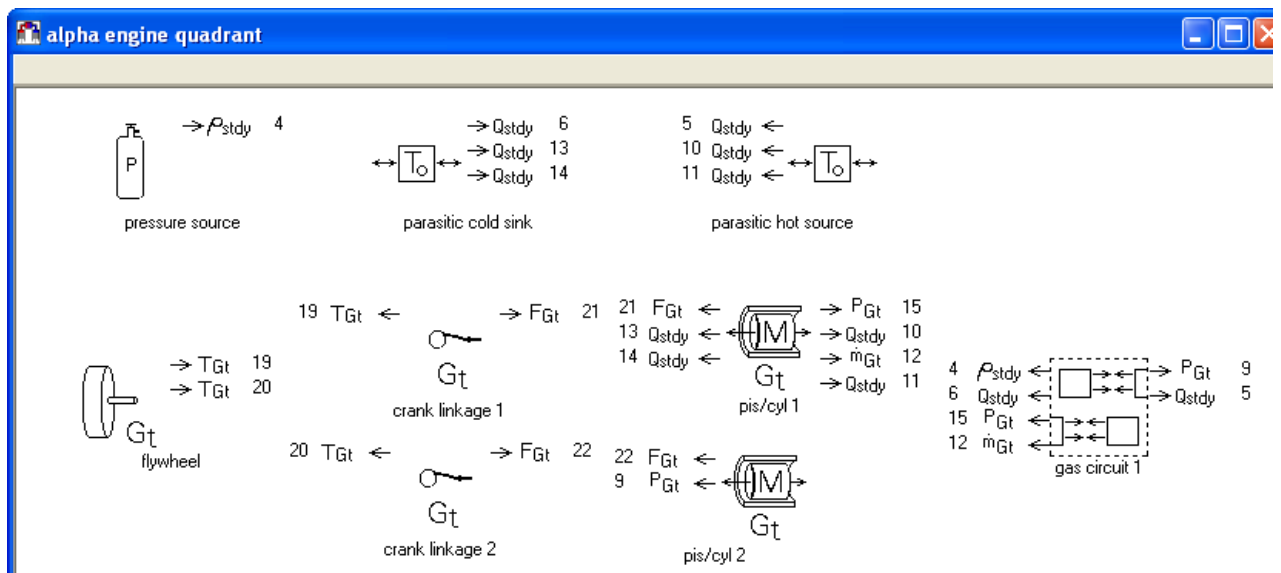 alpha engine quadrant
ρstdy 4
P
pressure source
Qstdy 6
Qstdy 13
Qstdy 14
To
parasitic cold sink
5 Qstdy
10 Qstdy
11 Qstdy
To
parasitic hot source
TGt 19
TGt 20
Gt
flywheel
19 TGt
FGt 21
Gt
crank linkage 1
20 TGt
FGt 22
Gt
crank linkage 2
21 FGt
13 Qstdy
14 Qstdy
M
PGt 15
Qstdy 10
ṁGt 12
Qstdy 11
Gt
pis/cyl 1
22 FGt
9 PGt
M
Gt
pis/cyl 2
4 ρstdy
6 Qstdy
15 PGt
12 ṁGt
PGt 9
Qstdy 5
gas circuit 1